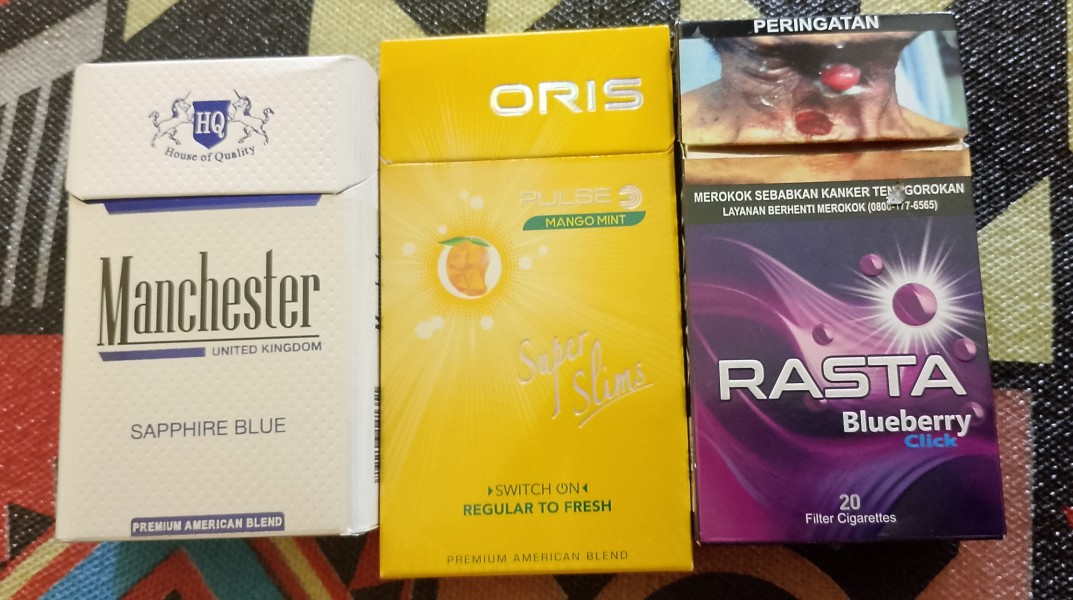 HQ
House of Quality
Manchester
UNITED KINGDOM
SAPPHIRE BLUE
PREMIUM AMERICAN BLEND
ORIS
PULSE
MANGO MINT
Super
Slims
SWITCH ON
REGULAR TO FRESH
PREMIUM AMERICAN BLEND
PERINGATAN
MEROKOK SEBABKAN KANKER TENGGOROKAN
LAYANAN BERHENTI MEROKOK (0800-177-6565)
RASTA
Blueberry
Click
20
Filter Cigarettes